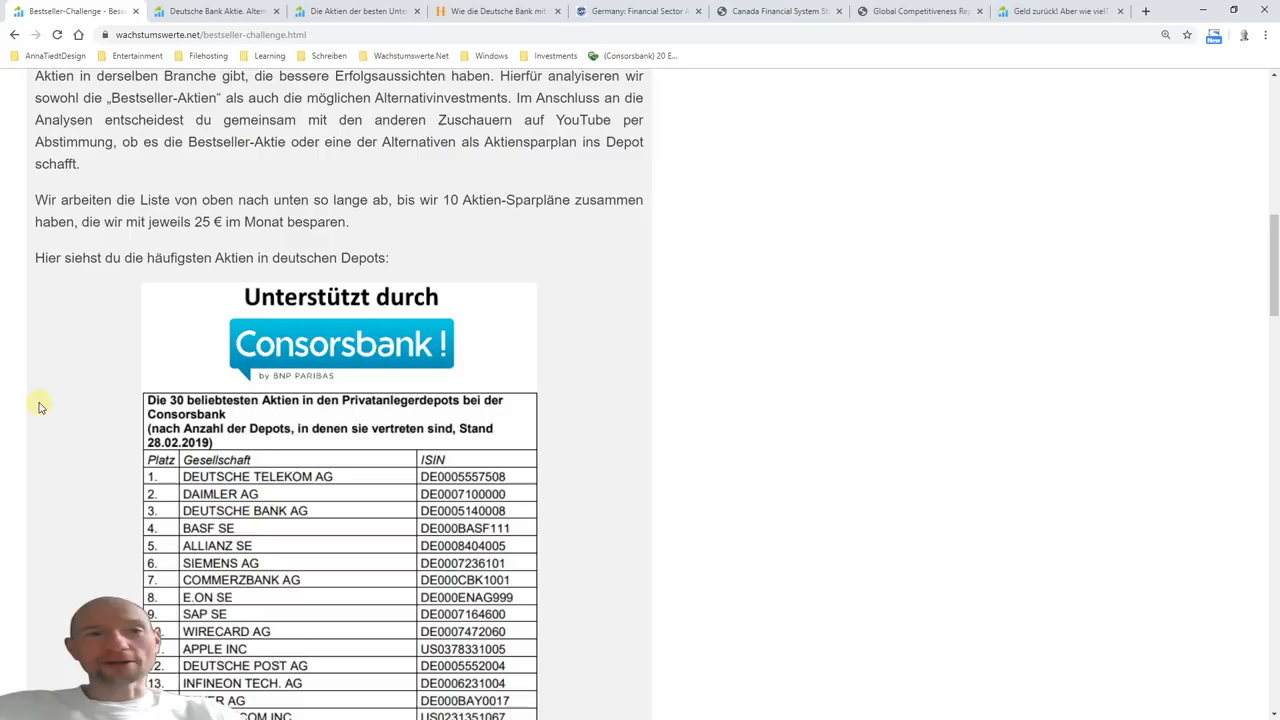 Bestseller-Challenge - Bess
Deutsche Bank Aktie. Altern
Die Aktien der besten Unte
Wie die Deutsche Bank mit
Germany: Financial Sector A
Canada Financial System St
Global Competitiveness Rep
Geld zurück! Aber wie viel?
wachstumswerte.net/bestseller-challenge.html
New
AnnaTiedtDesign
Entertainment
Filehosting
Learning
Schreiben
Wachstumswerte.Net
Windows
Investments
(Consorsbank) 20 E...
Aktien in derselben Branche gibt, die bessere Erfolgsaussichten haben. Hierfür analyiseren wir
sowohl die „Bestseller-Aktien“ als auch die möglichen Alternativinvestments. Im Anschluss an die
Analysen entscheidest du gemeinsam mit den anderen Zuschauern auf YouTube per
Abstimmung, ob es die Bestseller-Aktie oder eine der Alternativen als Aktiensparplan ins Depot
schafft.
Wir arbeiten die Liste von oben nach unten so lange ab, bis wir 10 Aktien-Sparpläne zusammen
haben, die wir mit jeweils 25 € im Monat besparen.
Hier siehst du die häufigsten Aktien in deutschen Depots:
Unterstützt durch
Consorsbank!
by BNP PARIBAS
Die 30 beliebtesten Aktien in den Privatanlegerdepots bei der
Consorsbank
(nach Anzahl der Depots, in denen sie vertreten sind, Stand
28.02.2019)
Platz Gesellschaft ISIN
1. DEUTSCHE TELEKOM AG DE0005557508
2. DAIMLER AG DE0007100000
3. DEUTSCHE BANK AG DE0005140008
4. BASF SE DE000BASF111
5. ALLIANZ SE DE0008404005
6. SIEMENS AG DE0007236101
7. COMMERZBANK AG DE000CBK1001
8. E.ON SE DE000ENAG999
9. SAP SE DE0007164600
WIRECARD AG DE0007472060
APPLE INC US0378331005
2. DEUTSCHE POST AG DE0005552004
13. INFINEON TECH. AG DE0006231004
AG DE000BAY0017
COM INC US0231351067